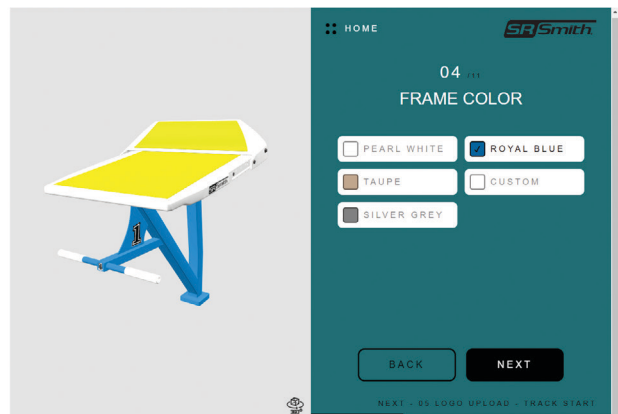 HOME
SRSmith
04 /11
FRAME COLOR
PEARL WHITE
ROYAL BLUE
TAUPE
CUSTOM
SILVER GREY
SRSmith
1
BACK
NEXT
NEXT - 05 LOGO UPLOAD - TRACK START